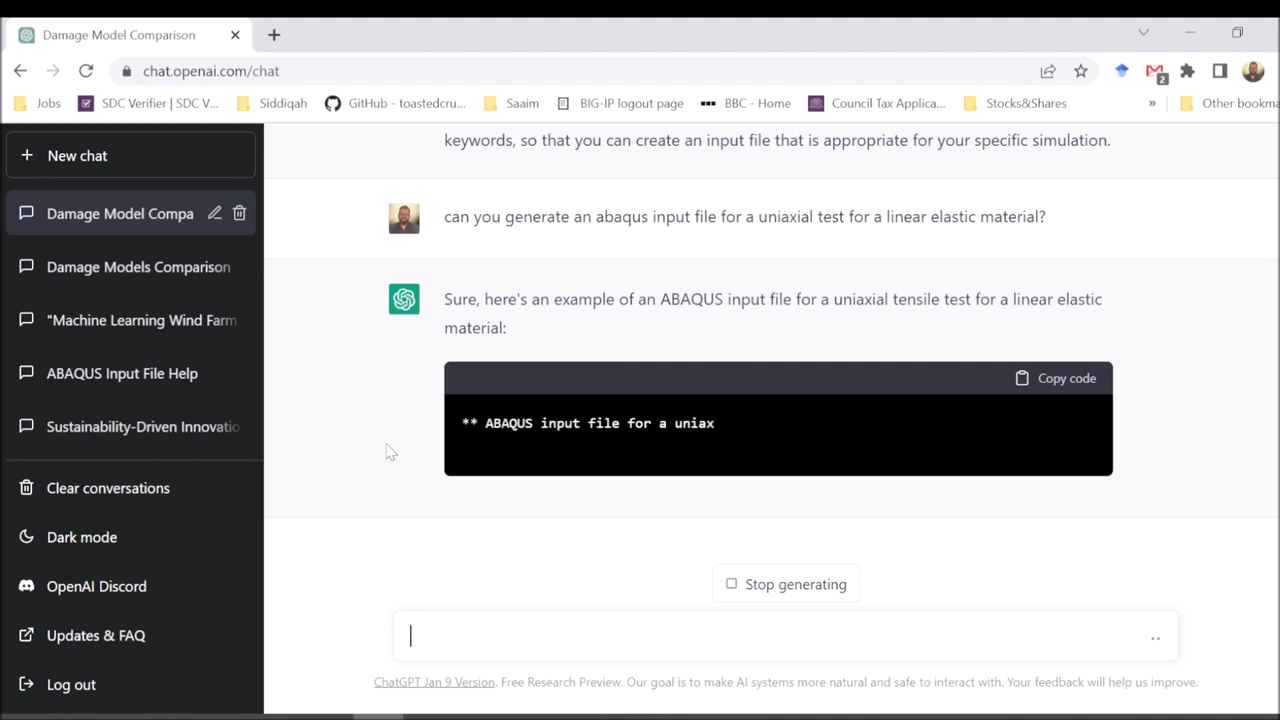 Damage Model Comparison
chat.openai.com/chat
2
Jobs
SDC Verifier | SDC V...
Siddiqah
GitHub - toastedcru...
Saaim
BIG-IP logout page
BBC - Home
Council Tax Applica...
Stocks&Shares
»
Other bookma
New chat
Damage Model Compa
Damage Models Comparison
"Machine Learning Wind Farm
ABAQUS Input File Help
Sustainability-Driven Innovatio
Clear conversations
Dark mode
OpenAI Discord
Updates & FAQ
Log out
keywords, so that you can create an input file that is appropriate for your specific simulation.
can you generate an abaqus input file for a uniaxial test for a linear elastic material?
Sure, here's an example of an ABAQUS input file for a uniaxial tensile test for a linear elastic
material:
Copy code
** ABAQUS input file for a uniax
Stop generating
ChatGPT Jan 9 Version. Free Research Preview. Our goal is to make AI systems more natural and safe to interact with. Your feedback will help us improve.